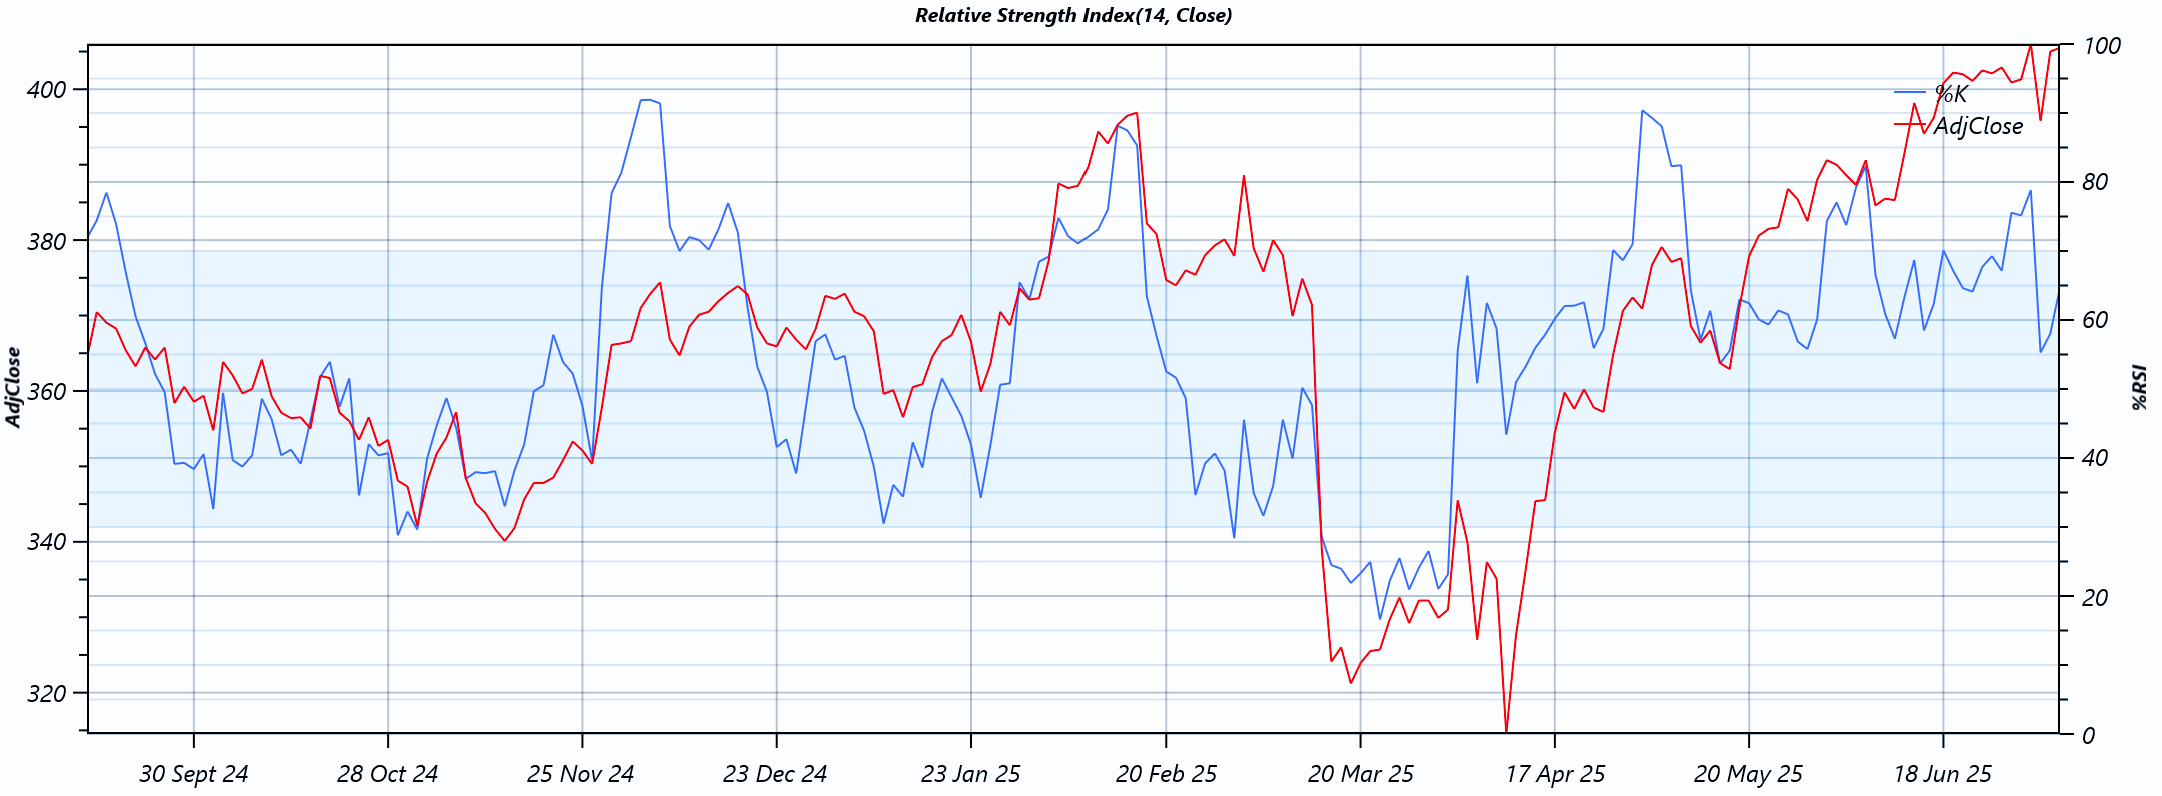 Relative Strength Index(14, Close)
400
380
360
340
320
AdjClose
100
80
60
40
20
0
%RSI
%K
AdjClose
30 Sept 24
28 Oct 24
25 Nov 24
23 Dec 24
23 Jan 25
20 Feb 25
20 Mar 25
17 Apr 25
20 May 25
18 Jun 25